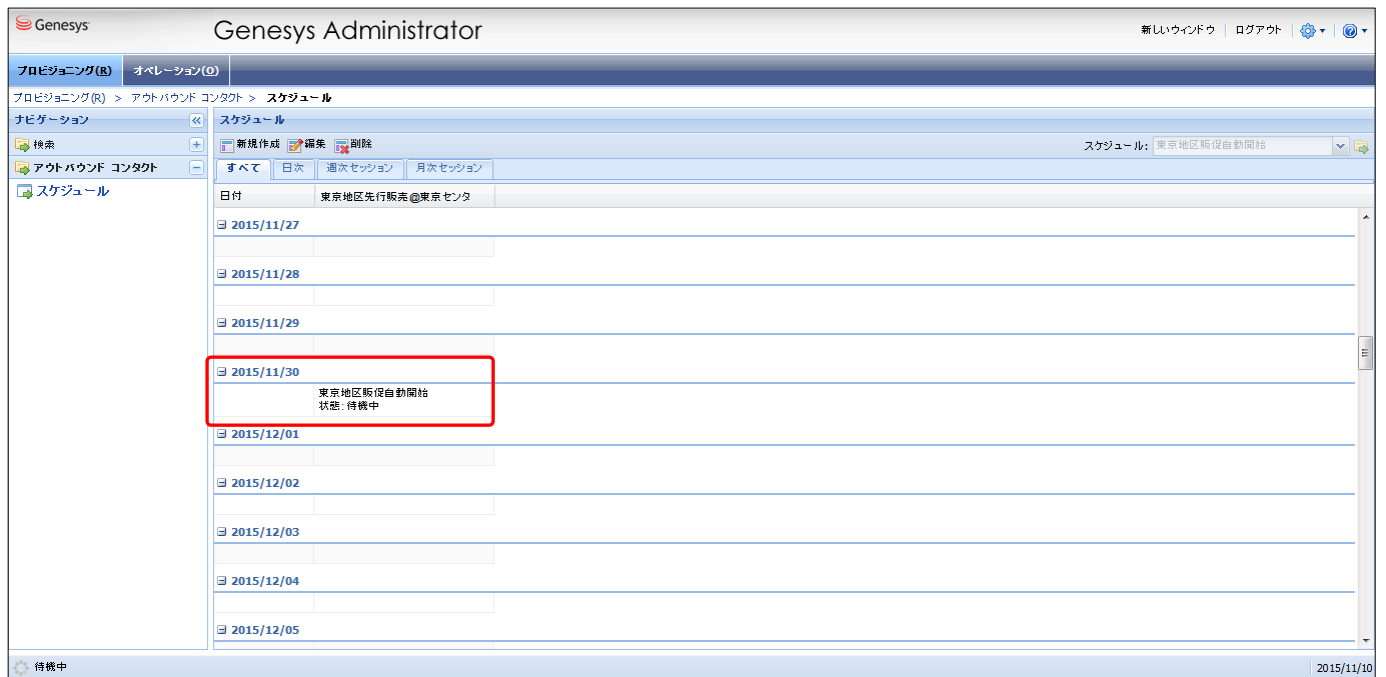 Genesys
Genesys Administrator
新しいウィンドウ ログアウト
プロビジョニング(R) オペレーション(O)
プロビジョニング(R) > アウトバウンド コンタクト > スケジュール
ナビゲーション
検索
アウトバウンド コンタクト
スケジュール
スケジュール
新規作成 編集 削除
スケジュール: 東京地区販促自動開始
すべて 日次 週次セッション 月次セッション
日付 東京地区先行販売@東京センタ
2015/11/27
2015/11/28
2015/11/29
2015/11/30
東京地区販促自動開始
状態:待機中
2015/12/01
2015/12/02
2015/12/03
2015/12/04
2015/12/05
待機中
2015/11/10